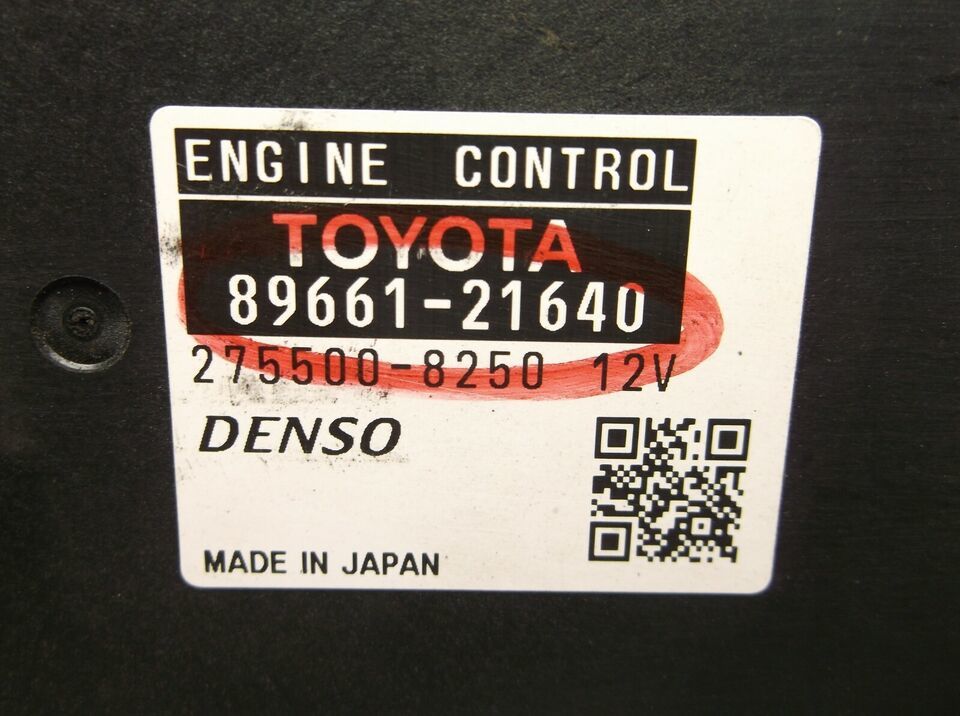 ENGINE CONTROL
TOYOTA
89661-21640
275500-8250 12V
DENSO
MADE IN JAPAN